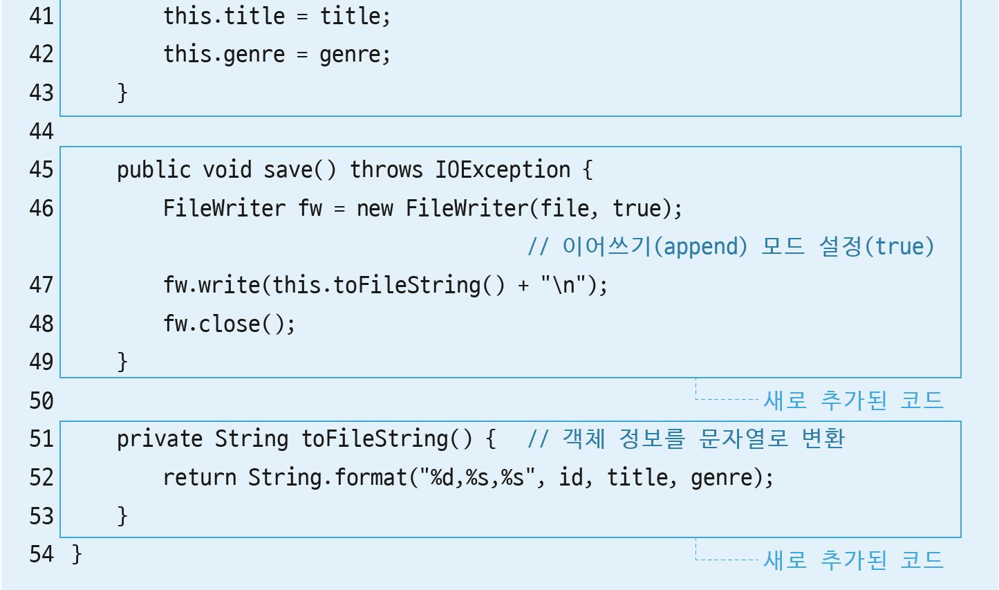 41 this.title = title;
42 this.genre = genre;
43 }
44
45 public void save() throws IOException {
46 FileWriter fw = new FileWriter(file, true);
// 이어쓰기(append) 모드 설정(true)
47 fw.write(this.toFileString() + "\n");
48 fw.close();
49 }
50 새로 추가된 코드
51 private String toFileString() { // 객체 정보를 문자열로 변환
52 return String.format("%d,%s,%s", id, title, genre);
53 }
54 }
새로 추가된 코드